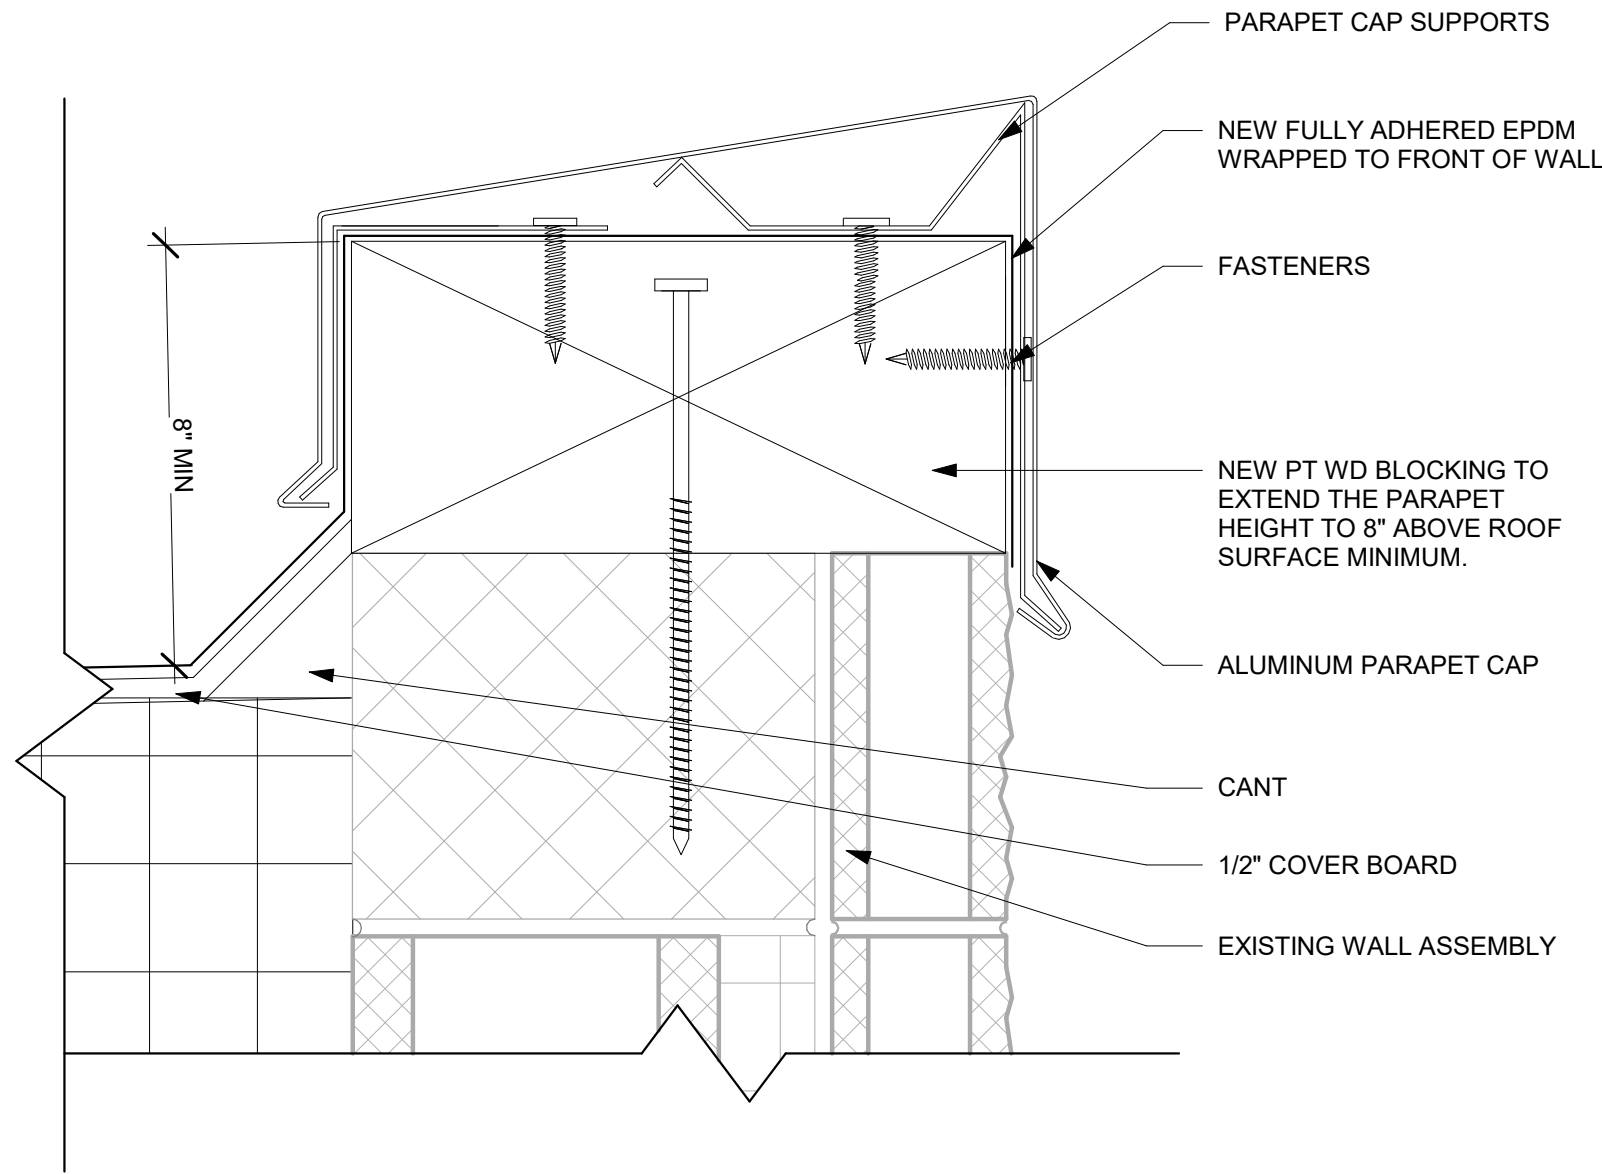 PARAPET CAP SUPPORTS
NEW FULLY ADHERED EPDM
WRAPPED TO FRONT OF WALL
FASTENERS
8" MIN
NEW PT WD BLOCKING TO
EXTEND THE PARAPET
HEIGHT TO 8" ABOVE ROOF
SURFACE MINIMUM.
ALUMINUM PARAPET CAP
CANT
1/2" COVER BOARD
EXISTING WALL ASSEMBLY